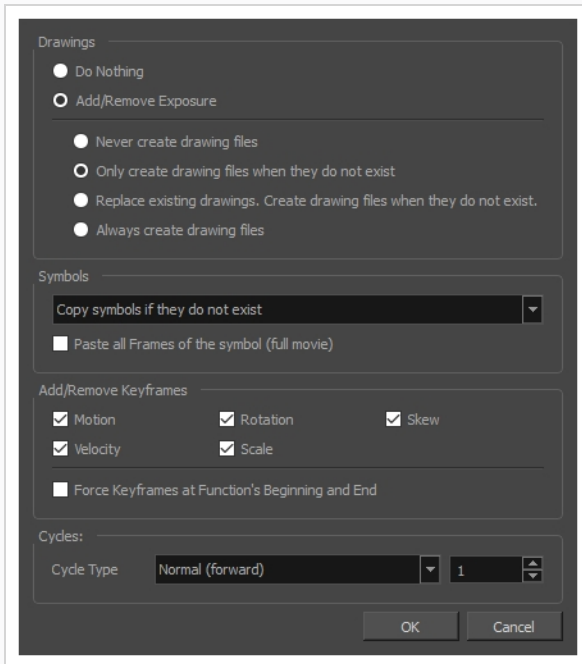 Drawings
Do Nothing
Add/Remove Exposure
Never create drawing files
Only create drawing files when they do not exist
Replace existing drawings. Create drawing files when they do not exist.
Always create drawing files
Symbols
Copy symbols if they do not exist
Paste all Frames of the symbol (full movie)
Add/Remove Keyframes
Motion Rotation Skew
Velocity Scale
Force Keyframes at Function's Beginning and End
Cycles:
Cycle Type Normal (forward) 1
OK Cancel